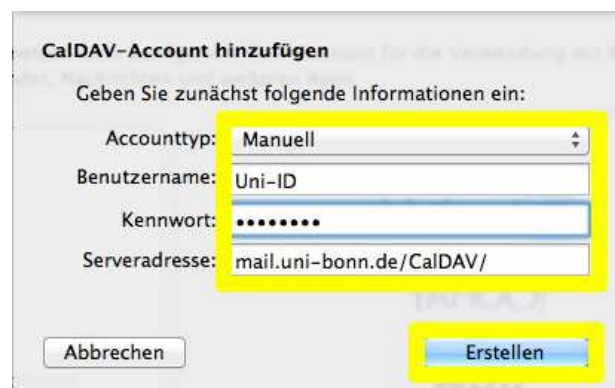 CalDAV-Account hinzufügen
Geben Sie zunächst folgende Informationen ein:
Accounttyp: Manuell
Benutzername: Uni-ID
Kennwort: ••••••••
Serveradresse: mail.uni-bonn.de/CalDAV/
Abbrechen Erstellen